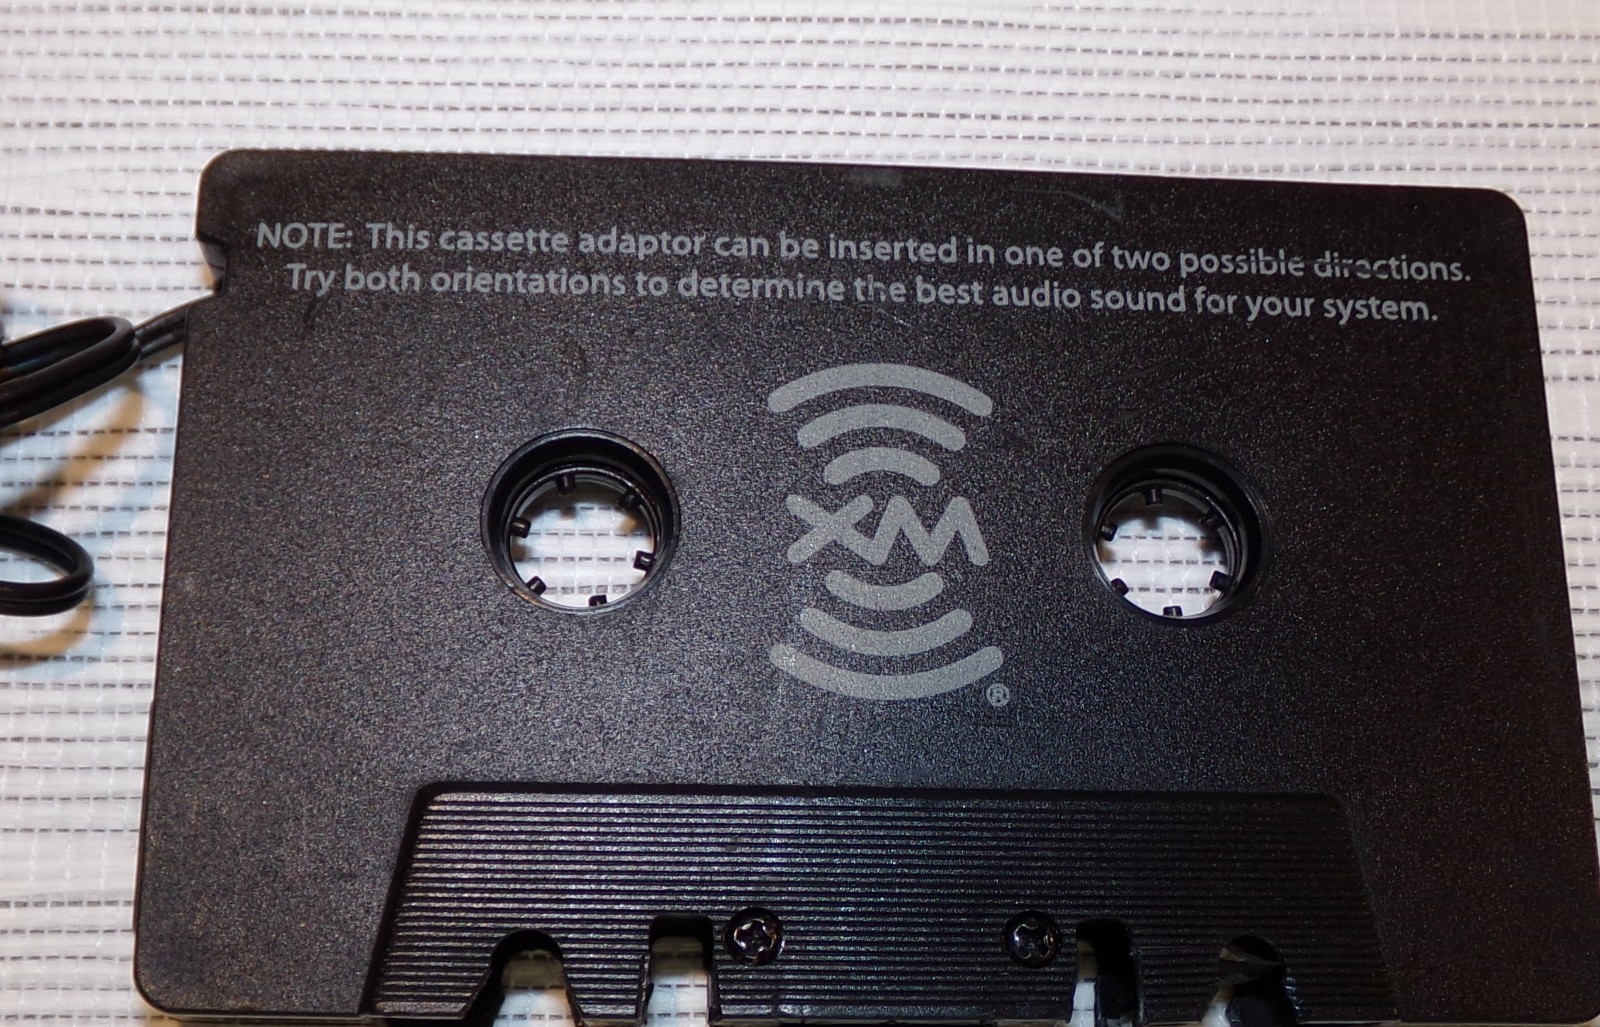 NOTE: This cassette adaptor can be inserted in one of two possible directions.
Try both orientations to determine the best audio sound for your system.
XM
®